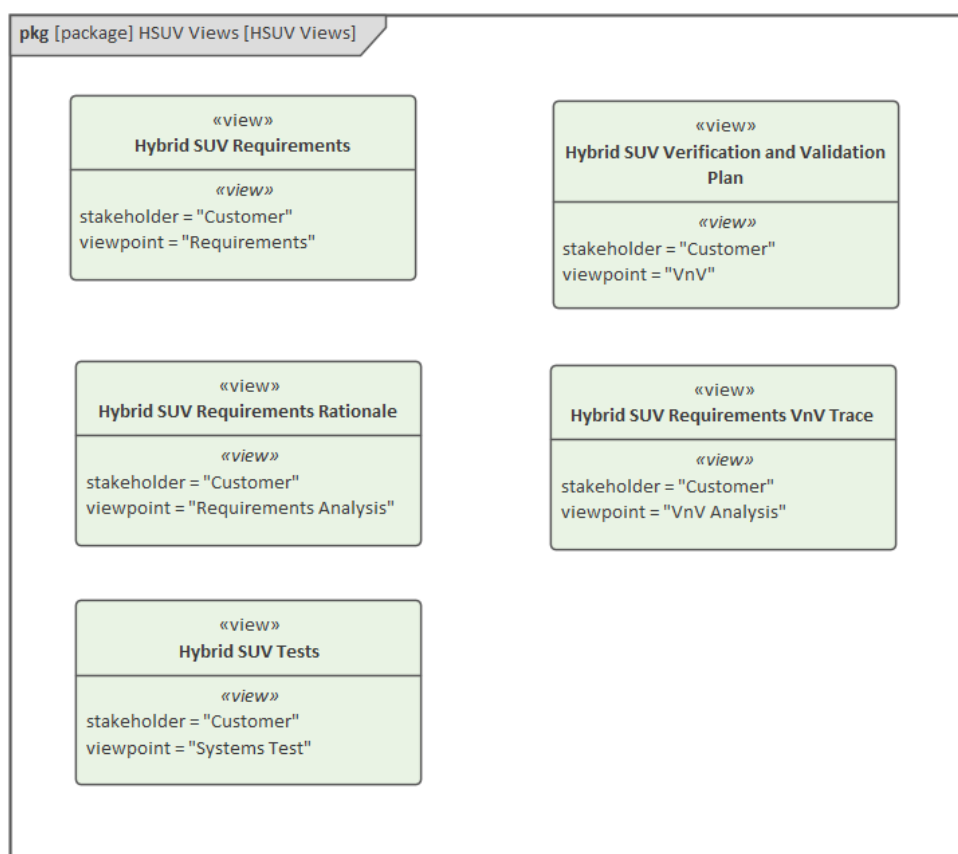 pkg [package] HSUV Views [HSUV Views]
«view»
Hybrid SUV Requirements
«view»
stakeholder = "Customer"
viewpoint = "Requirements"
«view»
Hybrid SUV Verification and Validation
Plan
«view»
stakeholder = "Customer"
viewpoint = "VnV"
«view»
Hybrid SUV Requirements Rationale
«view»
stakeholder = "Customer"
viewpoint = "Requirements Analysis"
«view»
Hybrid SUV Requirements VnV Trace
«view»
stakeholder = "Customer"
viewpoint = "VnV Analysis"
«view»
Hybrid SUV Tests
«view»
stakeholder = "Customer"
viewpoint = "Systems Test"